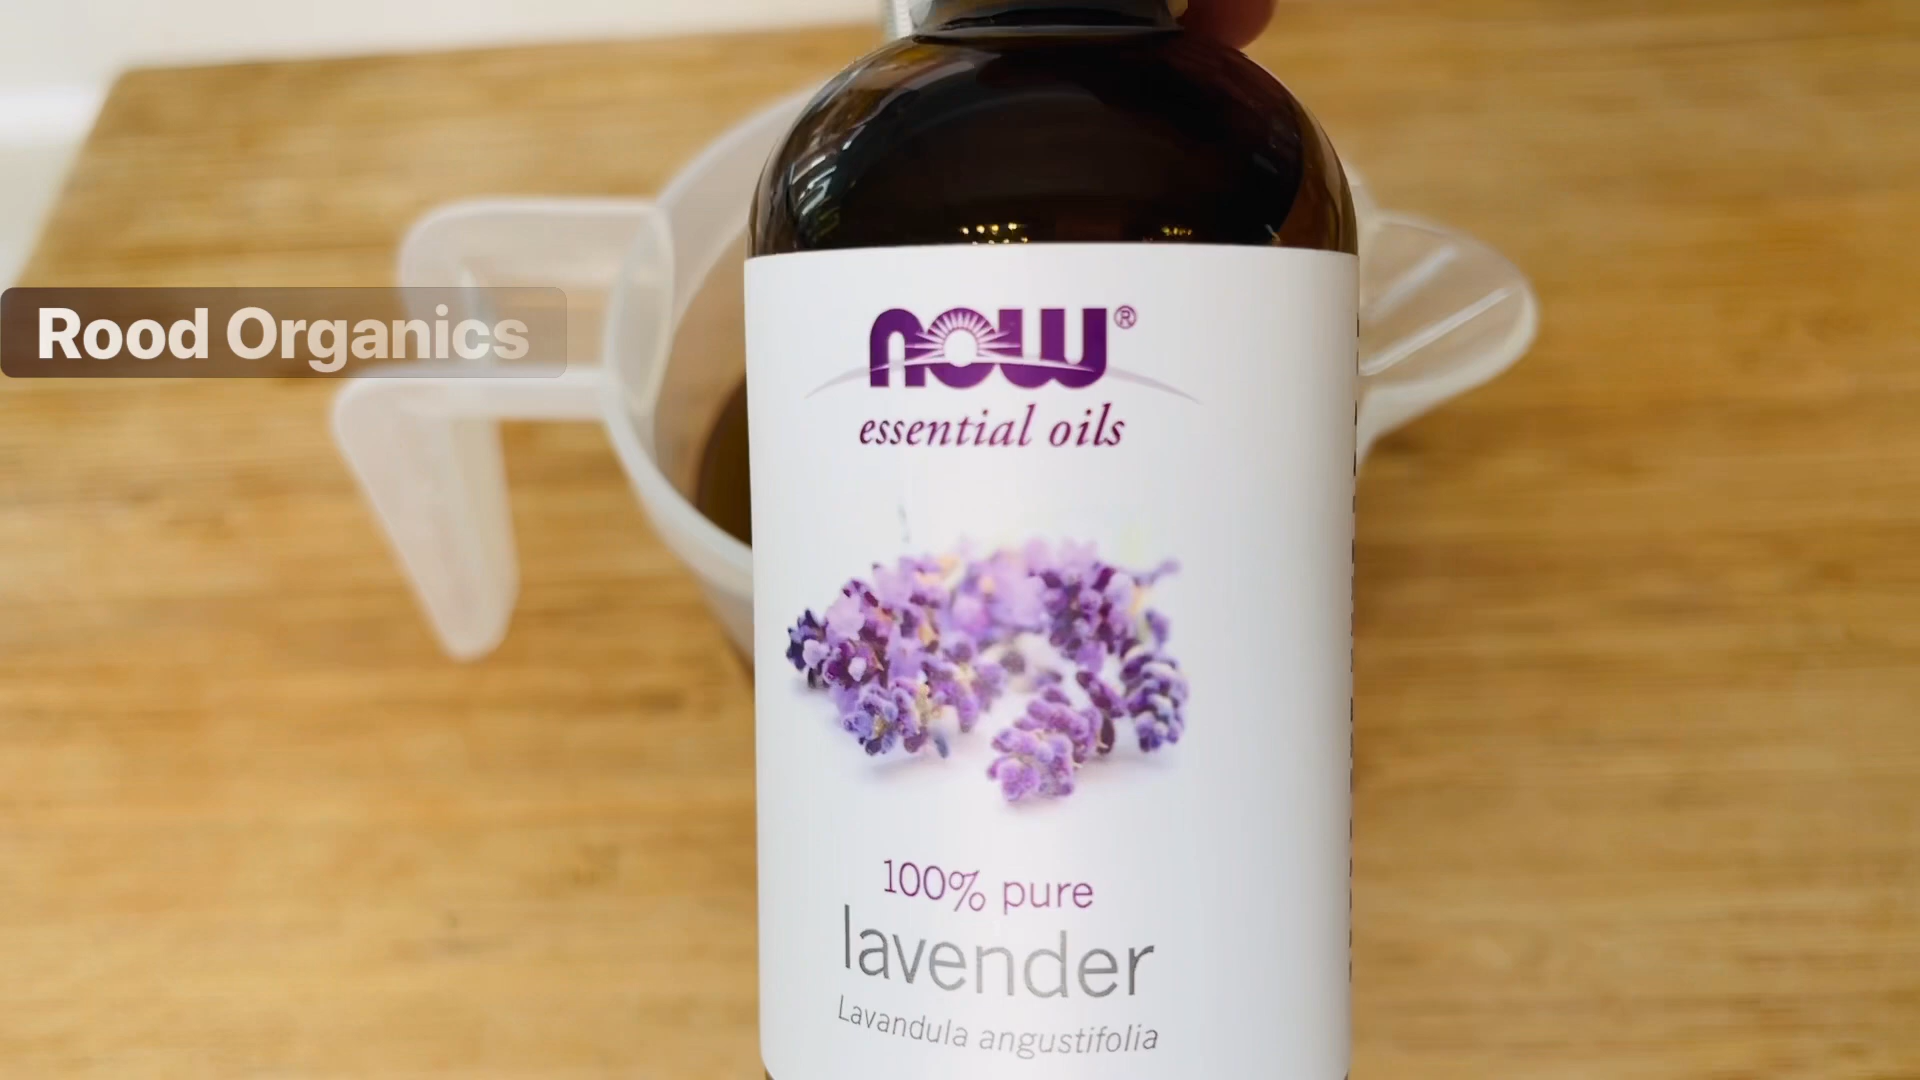 Rood Organics
now®
essential oils
100% pure
lavender
Lavandula angustifolia